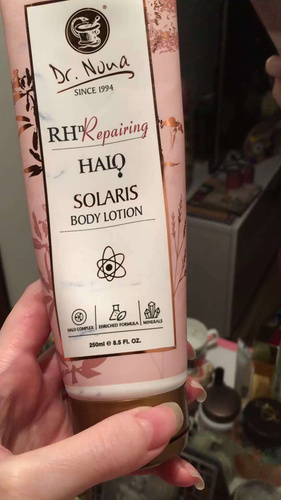 Dr. Nona
SINCE 1994
RHⁿ Repairing
HALO
SOLARIS
BODY LOTION
HALO COMPLEX | ENRICHED FORMULA | MINERALS
250ml ℮ 8.5 FL. OZ.